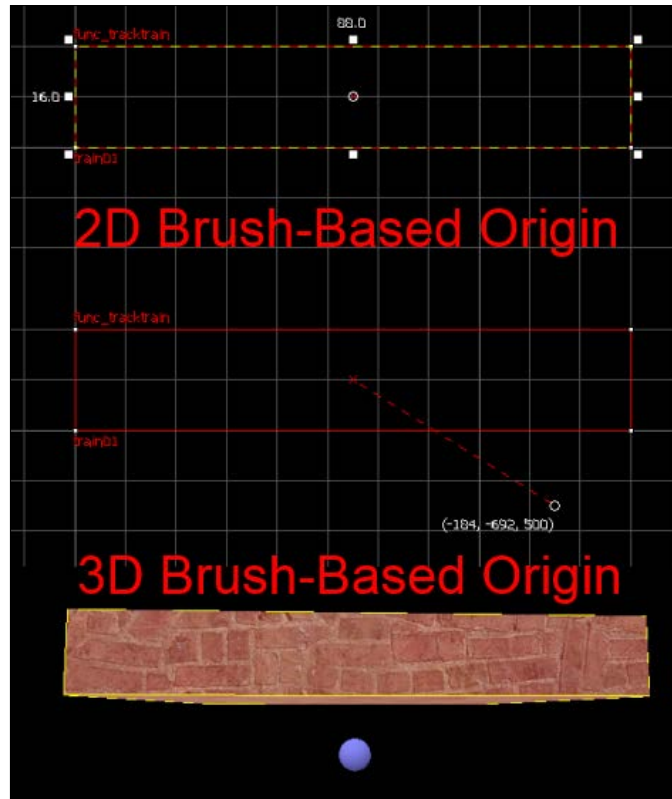 88.0
func_tracktrain
16.0
train01
2D Brush-Based Origin
func_tracktrain
train01
(-184, -692, 500)
3D Brush-Based Origin